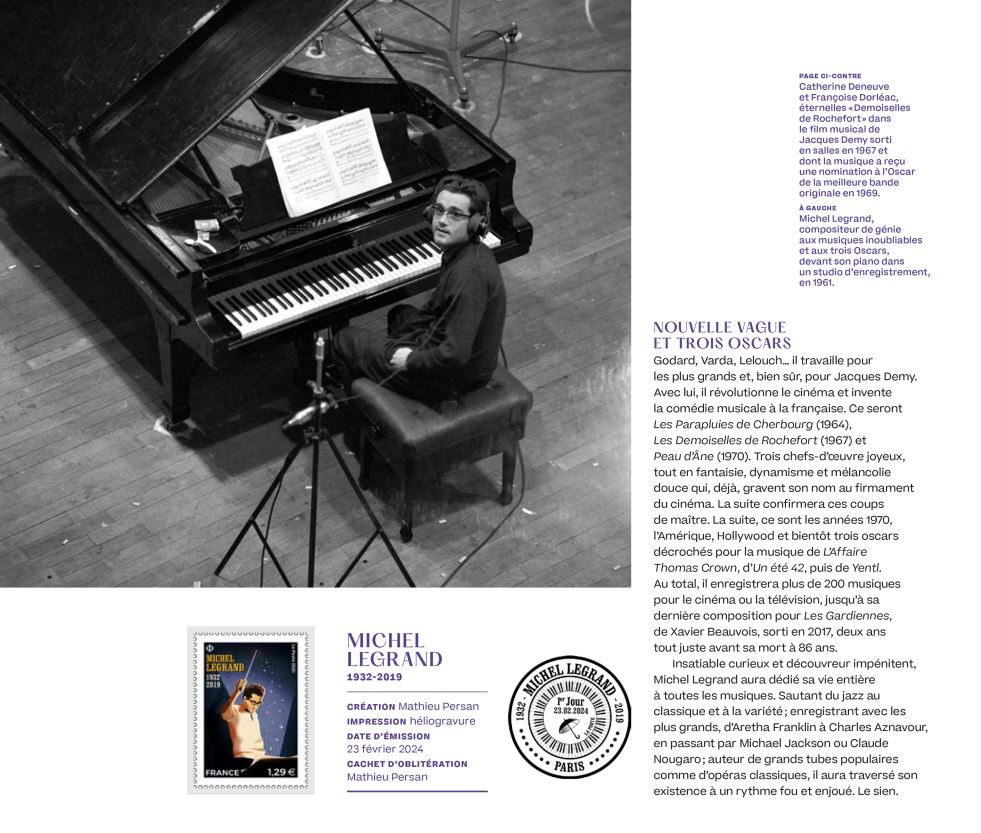 PAGE CI-CONTRE
Catherine Deneuve
et Françoise Dorléac,
éternelles « Demoiselles
de Rochefort » dans
le film musical de
Jacques Demy sorti
en salles en 1967 et
dont la musique a reçu
une nomination à l'Oscar
de la meilleure bande
originale en 1969.
À GAUCHE
Michel Legrand,
compositeur de génie
aux musiques inoubliables
et aux trois Oscars,
devant son piano dans
un studio d'enregistrement,
en 1961.
NOUVELLE VAGUE
ET TROIS OSCARS
Godard, Varda, Lelouch… il travaille pour
les plus grands et, bien sûr, pour Jacques Demy.
Avec lui, il révolutionne le cinéma et invente
la comédie musicale à la française. Ce seront
Les Parapluies de Cherbourg (1964),
Les Demoiselles de Rochefort (1967) et
Peau d'Âne (1970). Trois chefs-d'œuvre joyeux,
tout en fantaisie, dynamisme et mélancolie
douce qui, déjà, gravent son nom au firmament
du cinéma. La suite confirmera ces coups
de maître. La suite, ce sont les années 1970,
l'Amérique, Hollywood et bientôt trois oscars
décrochés pour la musique de L'Affaire
Thomas Crown, d'Un été 42, puis de Yentl.
Au total, il enregistrera plus de 200 musiques
pour le cinéma ou la télévision, jusqu'à sa
dernière composition pour Les Gardiennes,
de Xavier Beauvois, sorti en 2017, deux ans
tout juste avant sa mort à 86 ans.
Insatiable curieux et découvreur impénitent,
Michel Legrand aura dédié sa vie entière
à toutes les musiques. Sautant du jazz au
classique et à la variété ; enregistrant avec les
plus grands, d'Aretha Franklin à Charles Aznavour,
en passant par Michael Jackson ou Claude
Nougaro ; auteur de grands tubes populaires
comme d'opéras classiques, il aura traversé son
existence à un rythme fou et enjoué. Le sien.
MICHEL
LEGRAND
1932
2019
La Poste 2024
FRANCE 1,29 €
MICHEL
LEGRAND
1932-2019
CRÉATION Mathieu Persan
IMPRESSION héliogravure
DATE D'ÉMISSION
23 février 2024
CACHET D'OBLITÉRATION
Mathieu Persan
1932 - MICHEL LEGRAND - 2019
1er Jour
23.02.2024
LA POSTE
PARIS